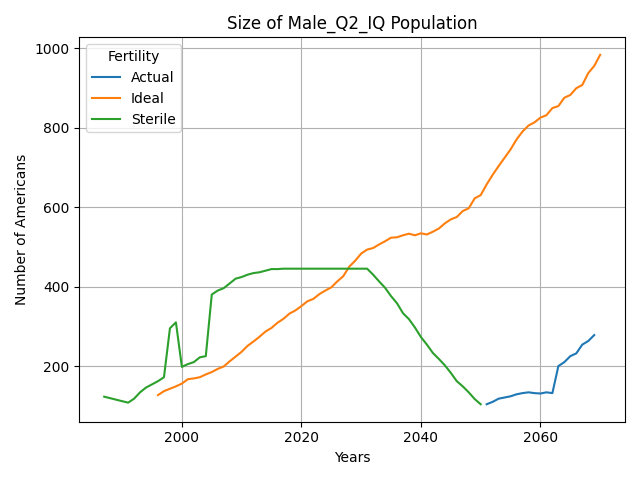 Size of Male_Q2_IQ Population
Fertility
Actual
Ideal
Sterile
1000
800
600
400
200
Number of Americans
2000
2020
2040
2060
Years